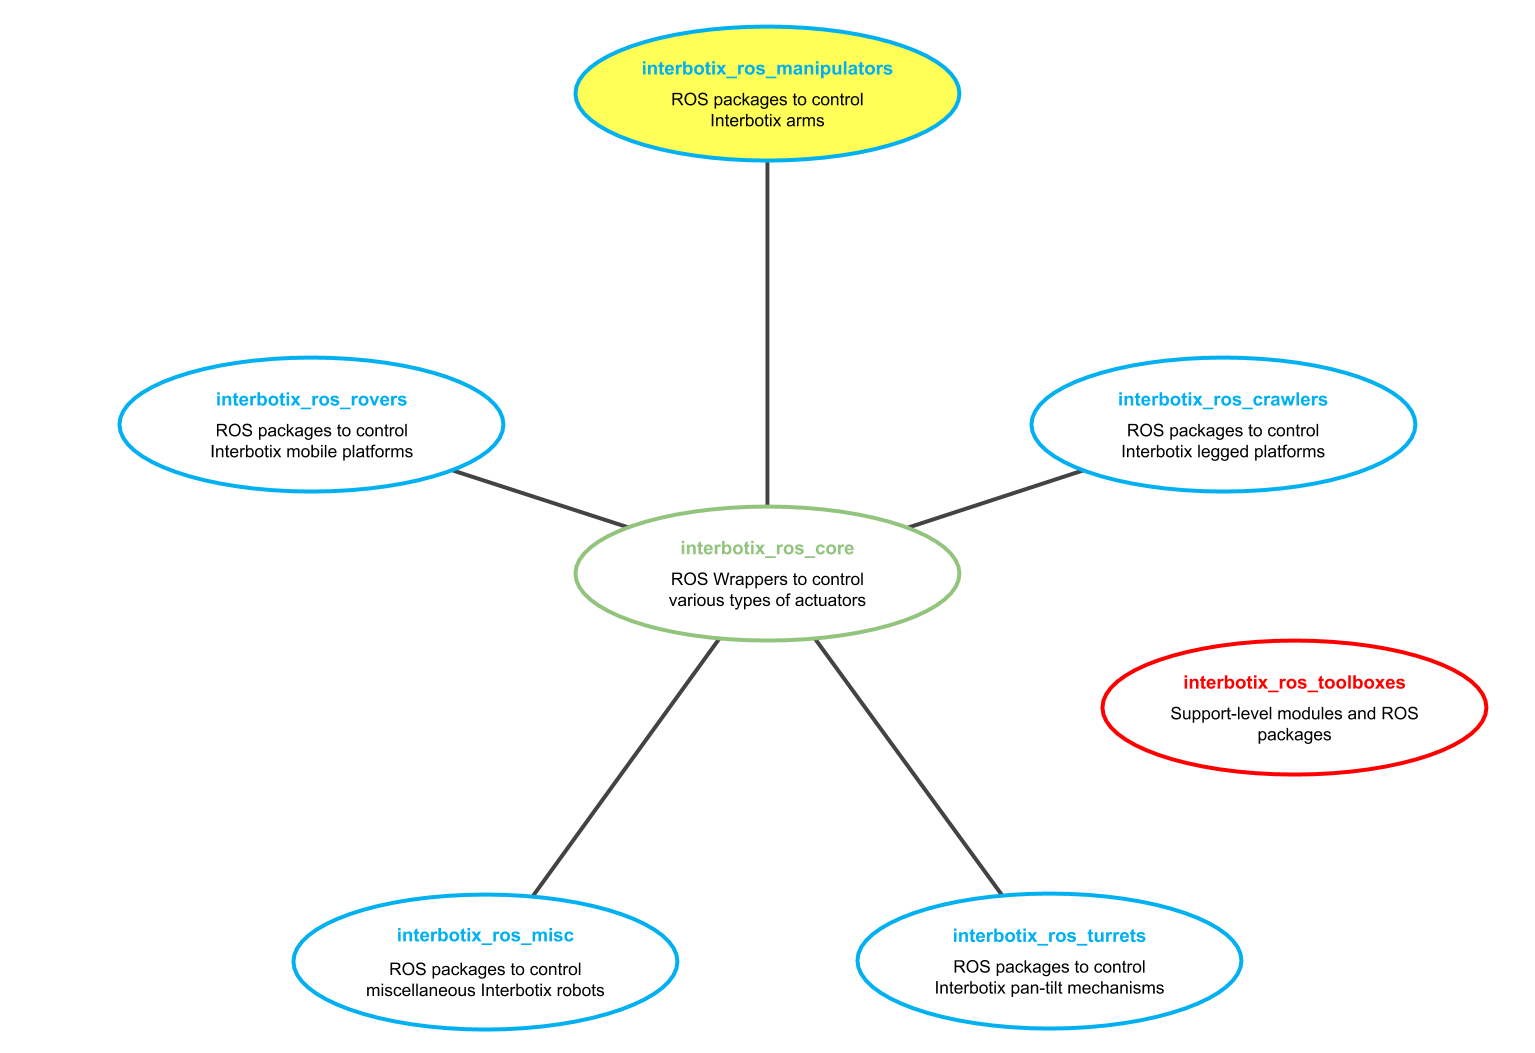 interbotix_ros_manipulators
ROS packages to control
Interbotix arms
interbotix_ros_rovers
ROS packages to control
Interbotix mobile platforms
interbotix_ros_crawlers
ROS packages to control
Interbotix legged platforms
interbotix_ros_core
ROS Wrappers to control
various types of actuators
interbotix_ros_toolboxes
Support-level modules and ROS
packages
interbotix_ros_misc
ROS packages to control
miscellaneous Interbotix robots
interbotix_ros_turrets
ROS packages to control
Interbotix pan-tilt mechanisms